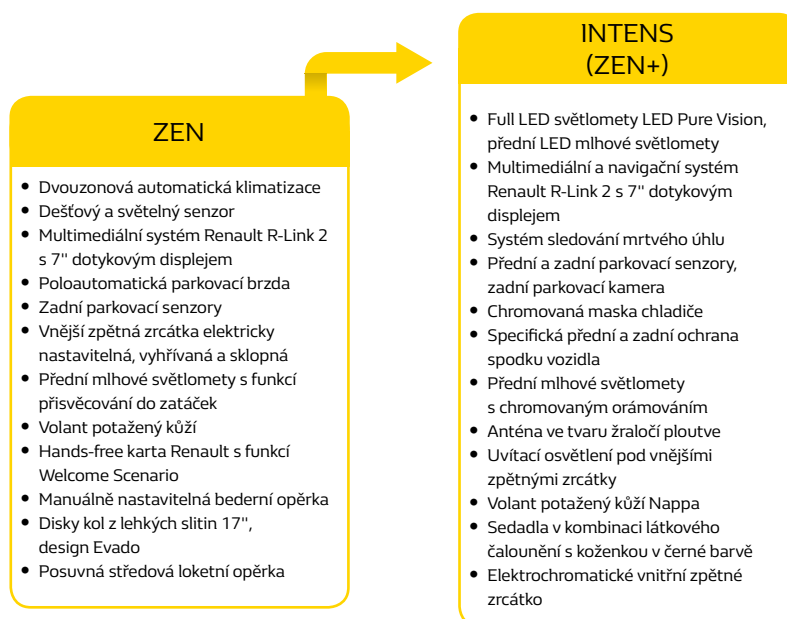 ZEN
• Dvouzonová automatická klimatizace
• Dešťový a světelný senzor
• Multimediální systém Renault R-Link 2
s 7'' dotykovým displejem
• Poloautomatická parkovací brzda
• Zadní parkovací senzory
• Vnější zpětná zrcátka elektricky
nastavitelná, vyhřívaná a sklopná
• Přední mlhové světlomety s funkcí
přisvěcování do zatáček
• Volant potažený kůží
• Hands-free karta Renault s funkcí
Welcome Scenario
• Manuálně nastavitelná bederní opěrka
• Disky kol z lehkých slitin 17'',
design Evado
• Posuvná středová loketní opěrka
INTENS
(ZEN+)
• Full LED světlomety LED Pure Vision,
přední LED mlhové světlomety
• Multimediální a navigační systém
Renault R-Link 2 s 7'' dotykovým
displejem
• Systém sledování mrtvého úhlu
• Přední a zadní parkovací senzory,
zadní parkovací kamera
• Chromovaná maska chladiče
• Specifická přední a zadní ochrana
spodku vozidla
• Přední mlhové světlomety
s chromovaným orámováním
• Anténa ve tvaru žraločí ploutve
• Uvítací osvětlení pod vnějšími
zpětnými zrcátky
• Volant potažený kůží Nappa
• Sedadla v kombinaci látkového
čalounění s koženkou v černé barvě
• Elektrochromatické vnitřní zpětné
zrcátko